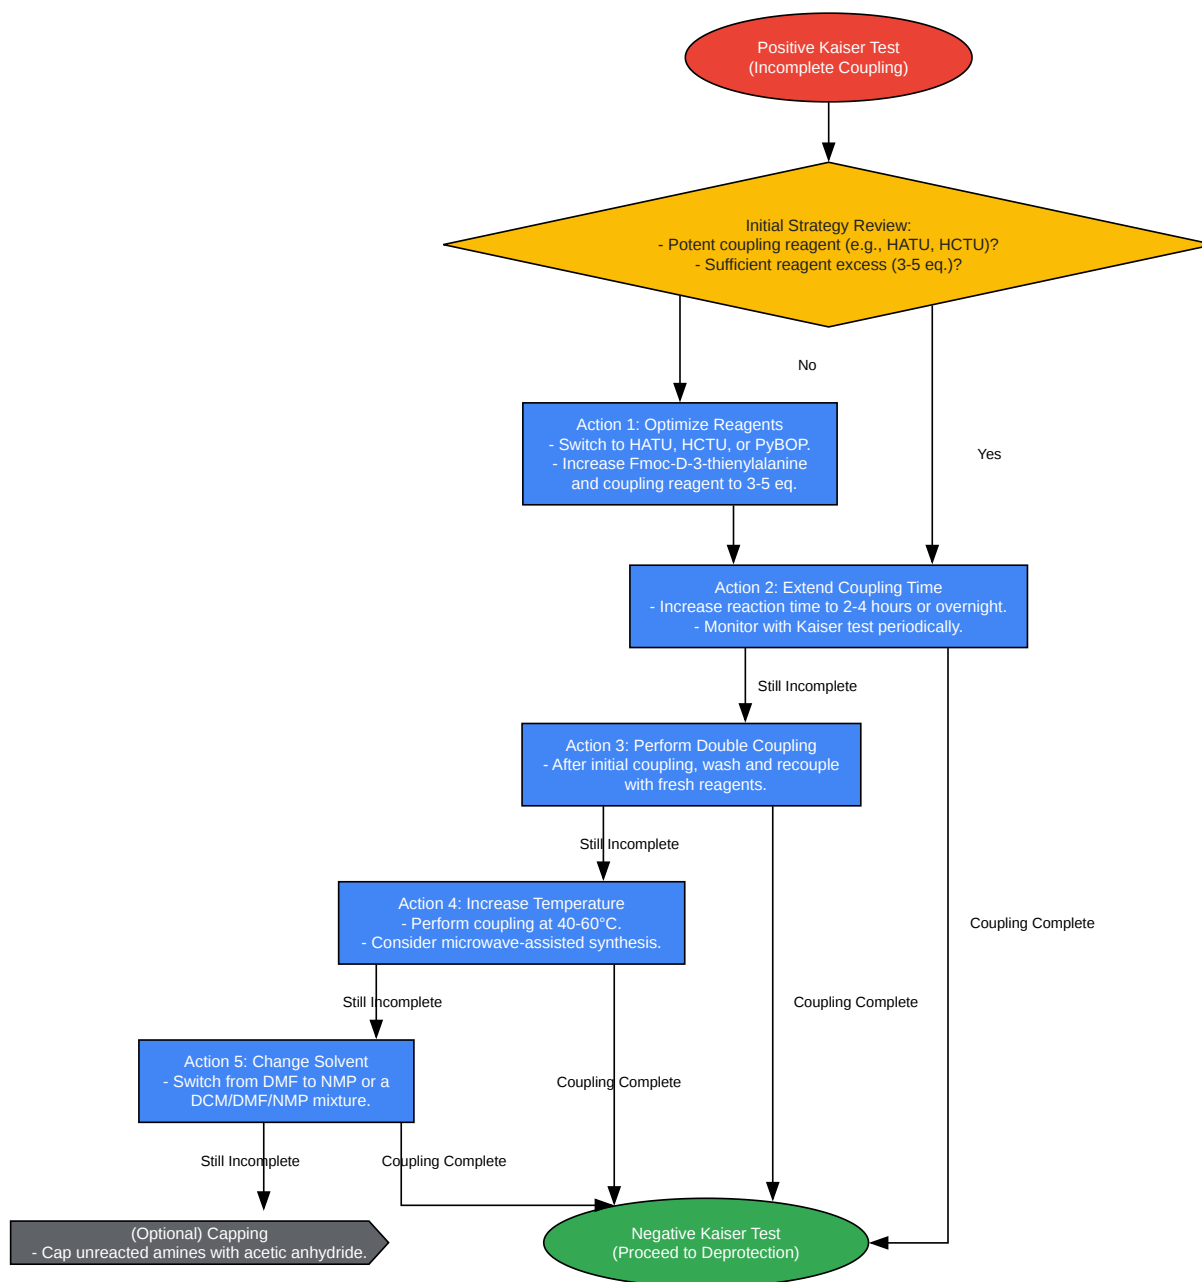 Positive Kaiser Test
(Incomplete Coupling)
Initial Strategy Review:
- Potent coupling reagent (e.g., HATU, HCTU)?
- Sufficient reagent excess (3-5 eq.)?
No
Action 1: Optimize Reagents
- Switch to HATU, HCTU, or PyBOP.
- Increase Fmoc-D-3-thienylalanine
and coupling reagent to 3-5 eq.
Yes
Action 2: Extend Coupling Time
- Increase reaction time to 2-4 hours or overnight.
- Monitor with Kaiser test periodically.
Still Incomplete
Action 3: Perform Double Coupling
- After initial coupling, wash and recouple
with fresh reagents.
Still Incomplete
Action 4: Increase Temperature
- Perform coupling at 40-60°C.
- Consider microwave-assisted synthesis.
Coupling Complete
Still Incomplete
Coupling Complete
Action 5: Change Solvent
- Switch from DMF to NMP or a
DCM/DMF/NMP mixture.
Coupling Complete
Still Incomplete
Coupling Complete
(Optional) Capping
- Cap unreacted amines with acetic anhydride.
Negative Kaiser Test
(Proceed to Deprotection)